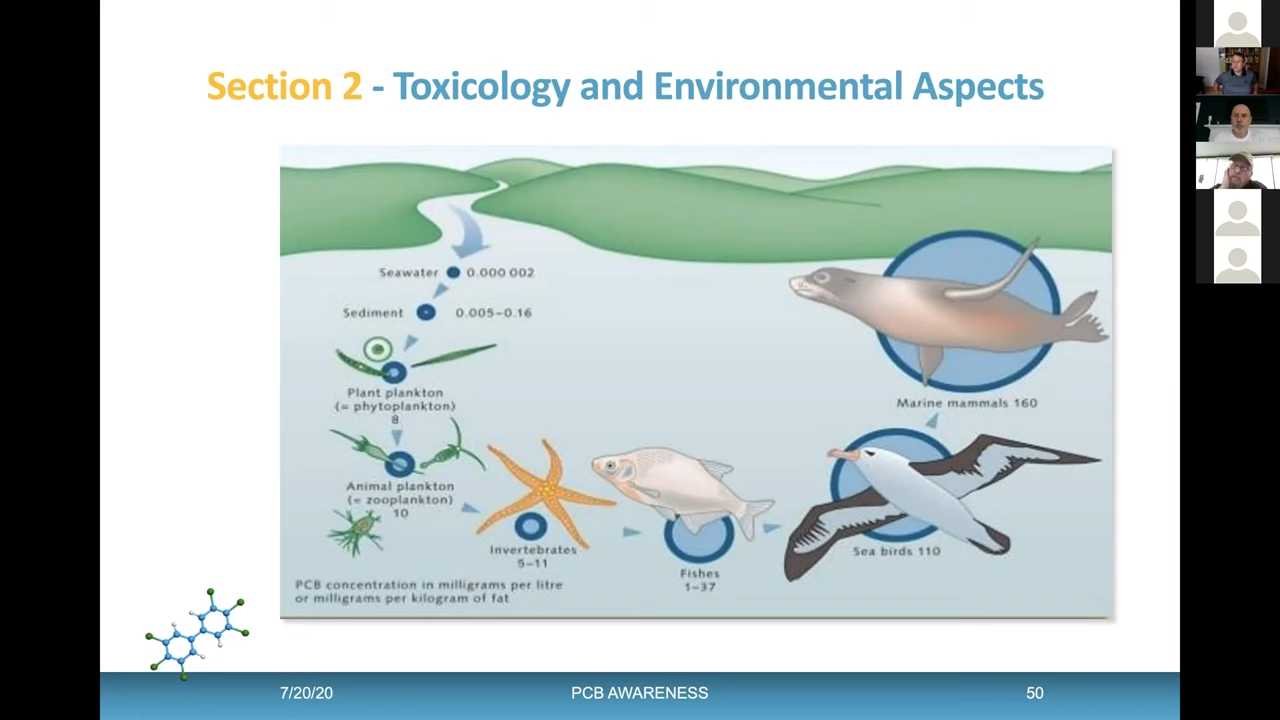 Section 2 - Toxicology and Environmental Aspects
Seawater 0.000 002
Sediment 0.005–0.16
Plant plankton
(= phytoplankton)
8
Animal plankton
(= zooplankton)
10
Invertebrates
5–11
Fishes
1–37
Sea birds 110
Marine mammals 160
PCB concentration in milligrams per litre
or milligrams per kilogram of fat
7/20/20
PCB AWARENESS
50